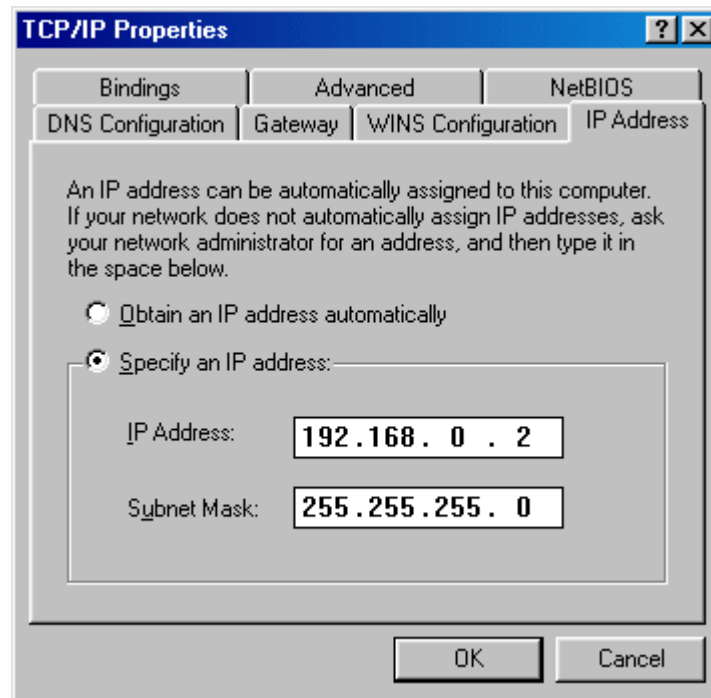 TCP/IP Properties
Bindings
Advanced
NetBIOS
DNS Configuration
Gateway
WINS Configuration
IP Address
An IP address can be automatically assigned to this computer.
If your network does not automatically assign IP addresses, ask
your network administrator for an address, and then type it in
the space below.
Obtain an IP address automatically
Specify an IP address:
IP Address:
192.168. 0 . 2
Subnet Mask:
255.255.255. 0
OK
Cancel